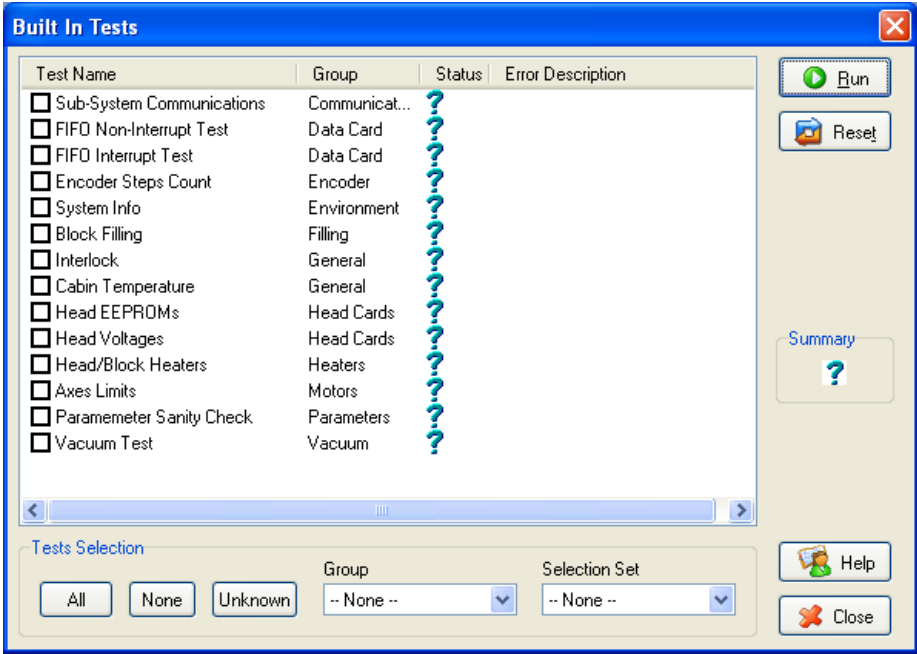 Built In Tests
Test Name Group Status Error Description
Sub-System Communications Communicat... ?
FIFO Non-Interrupt Test Data Card ?
FIFO Interrupt Test Data Card ?
Encoder Steps Count Encoder ?
System Info Environment ?
Block Filling Filling ?
Interlock General ?
Cabin Temperature General ?
Head EEPROMs Head Cards ?
Head Voltages Head Cards ?
Head/Block Heaters Heaters ?
Axes Limits Motors ?
Paramemeter Sanity Check Parameters ?
Vacuum Test Vacuum ?
Run
Reset
Summary
?
Tests Selection
All None Unknown
Group
-- None --
Selection Set
-- None --
Help
Close